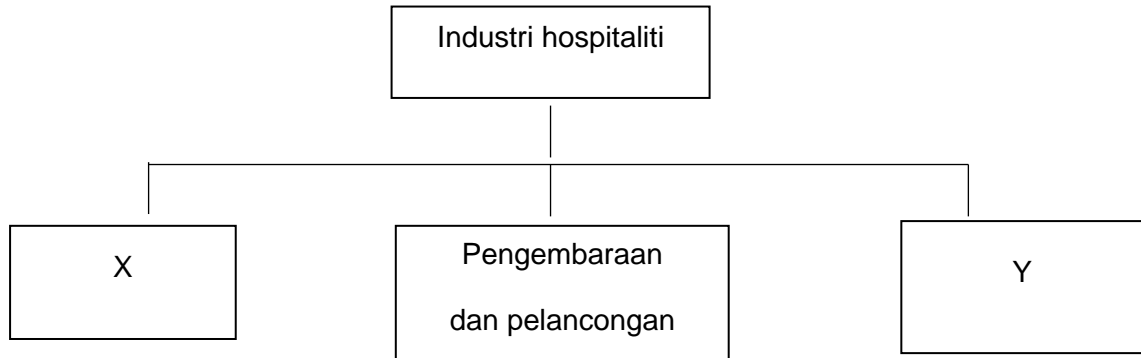 Industri hospitaliti
X
Pengembaraan
dan pelancongan
Y